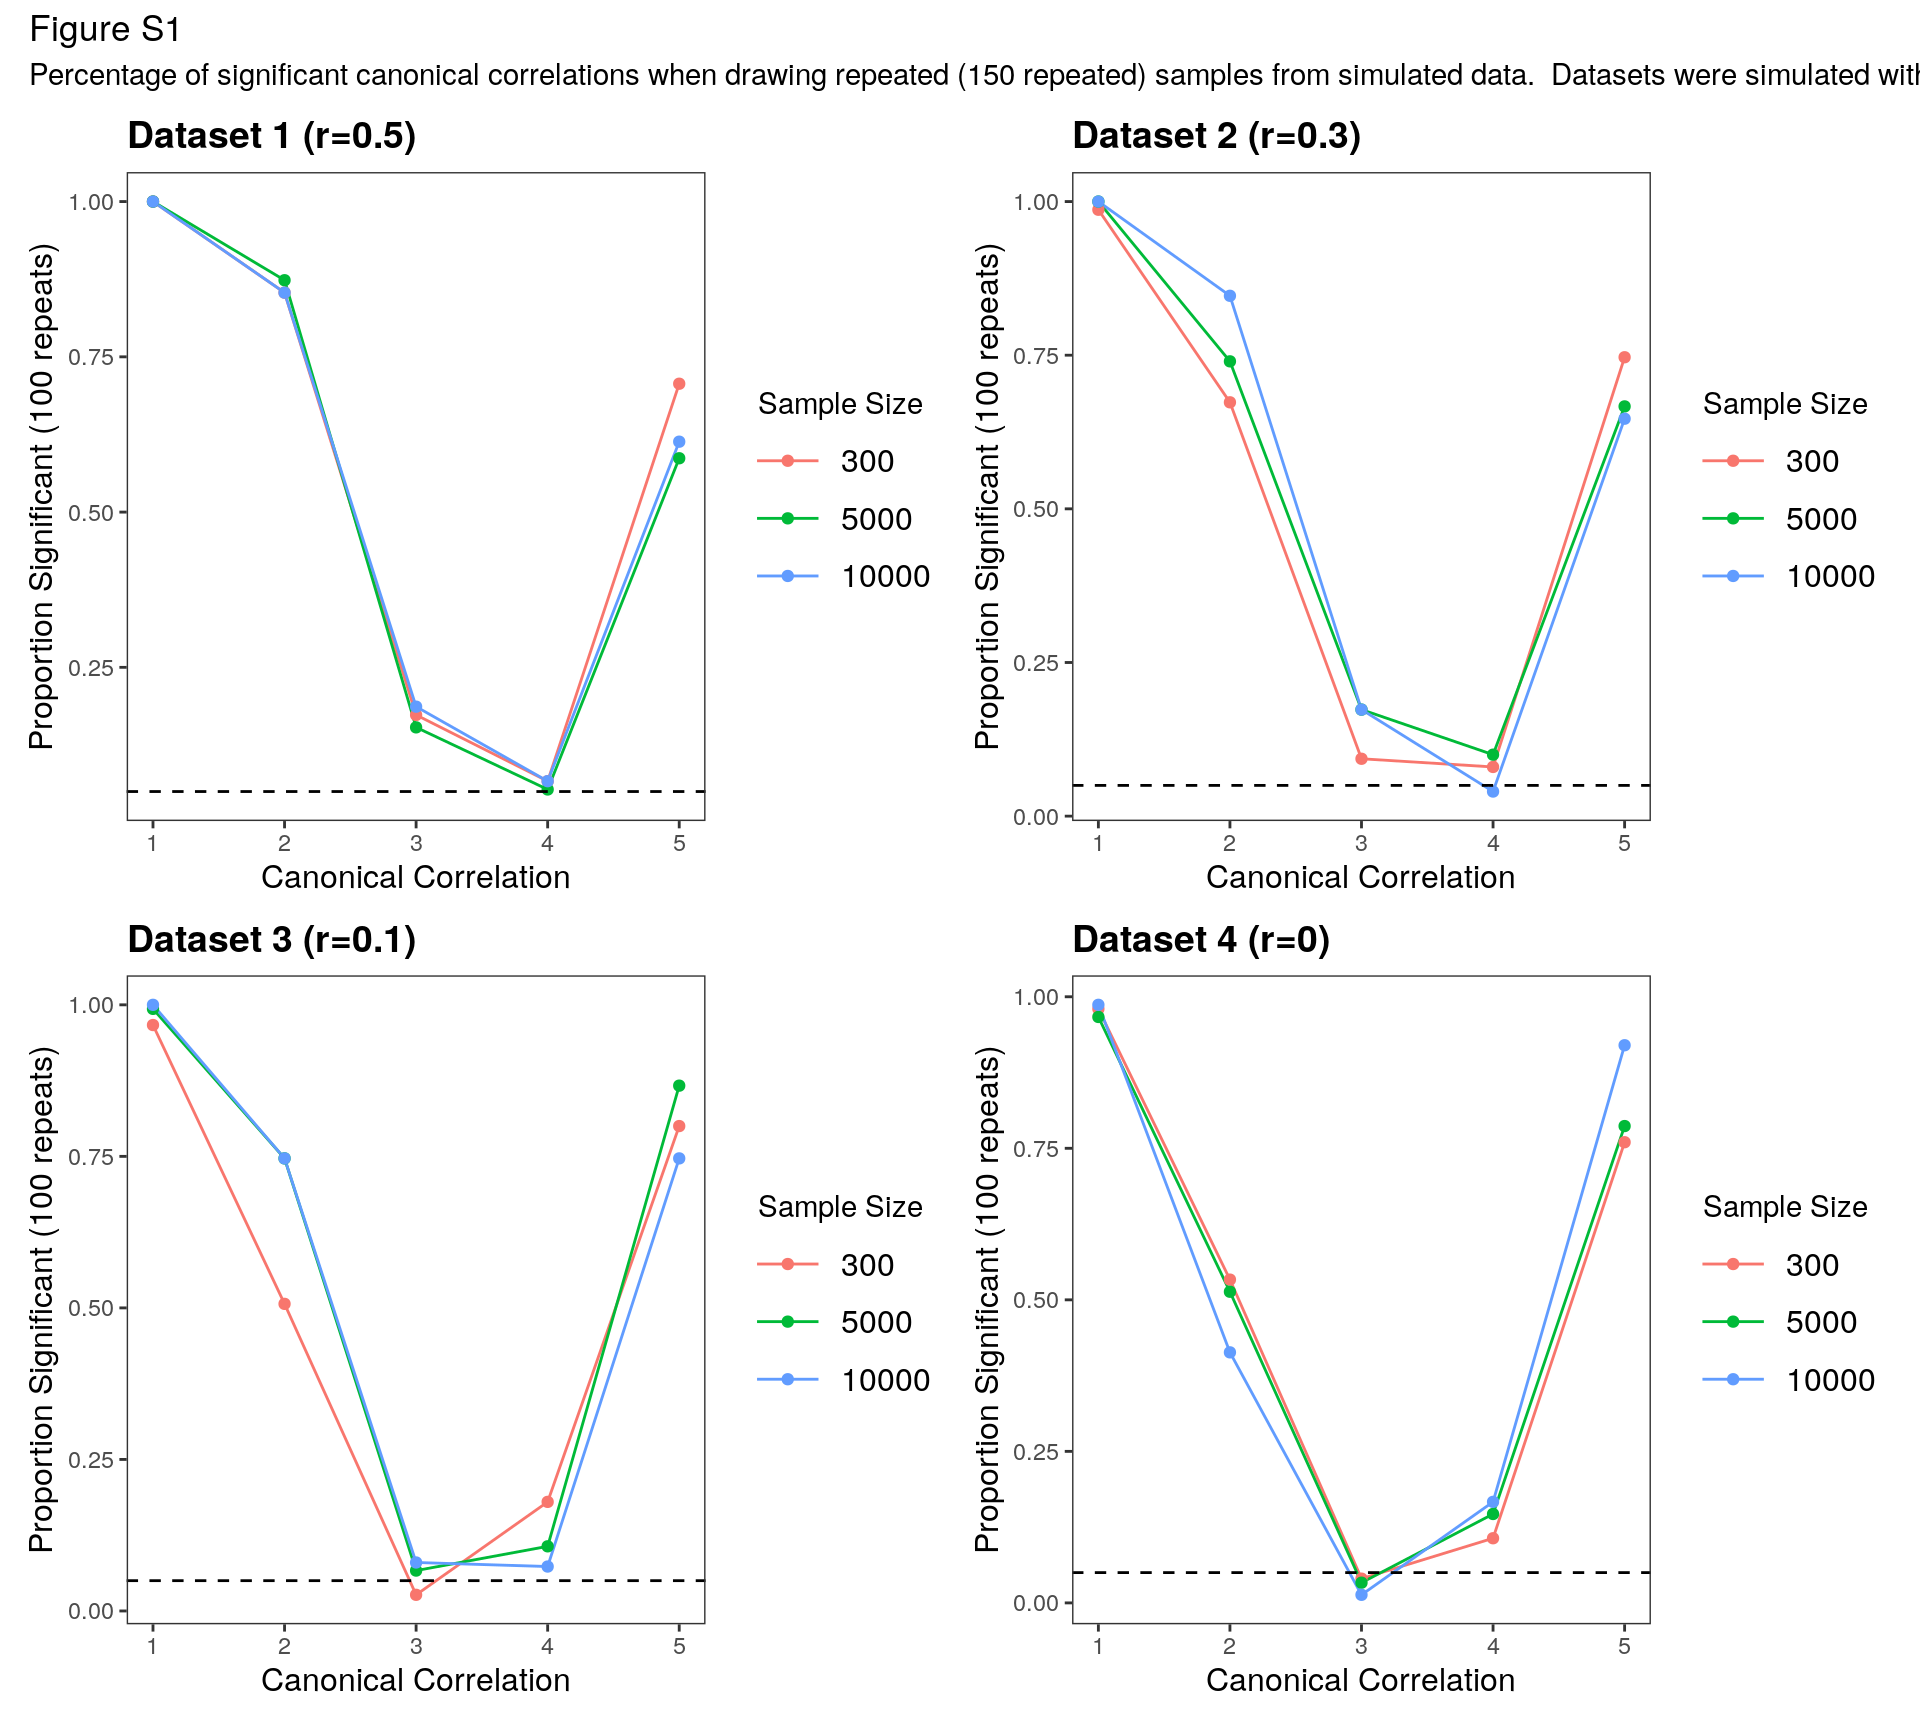 Figure S1
Percentage of significant canonical correlations when drawing repeated (150 repeated) samples from simulated data.  Datasets were simulated with
Dataset 1 (r=0.5)
Proportion Significant (100 repeats)
1.00
0.75
0.50
0.25
1 2 3 4 5
Canonical Correlation
Sample Size
300
5000
10000
Dataset 2 (r=0.3)
Proportion Significant (100 repeats)
1.00
0.75
0.50
0.25
0.00
1 2 3 4 5
Canonical Correlation
Sample Size
300
5000
10000
Dataset 3 (r=0.1)
Proportion Significant (100 repeats)
1.00
0.75
0.50
0.25
0.00
1 2 3 4 5
Canonical Correlation
Sample Size
300
5000
10000
Dataset 4 (r=0)
Proportion Significant (100 repeats)
1.00
0.75
0.50
0.25
0.00
1 2 3 4 5
Canonical Correlation
Sample Size
300
5000
10000